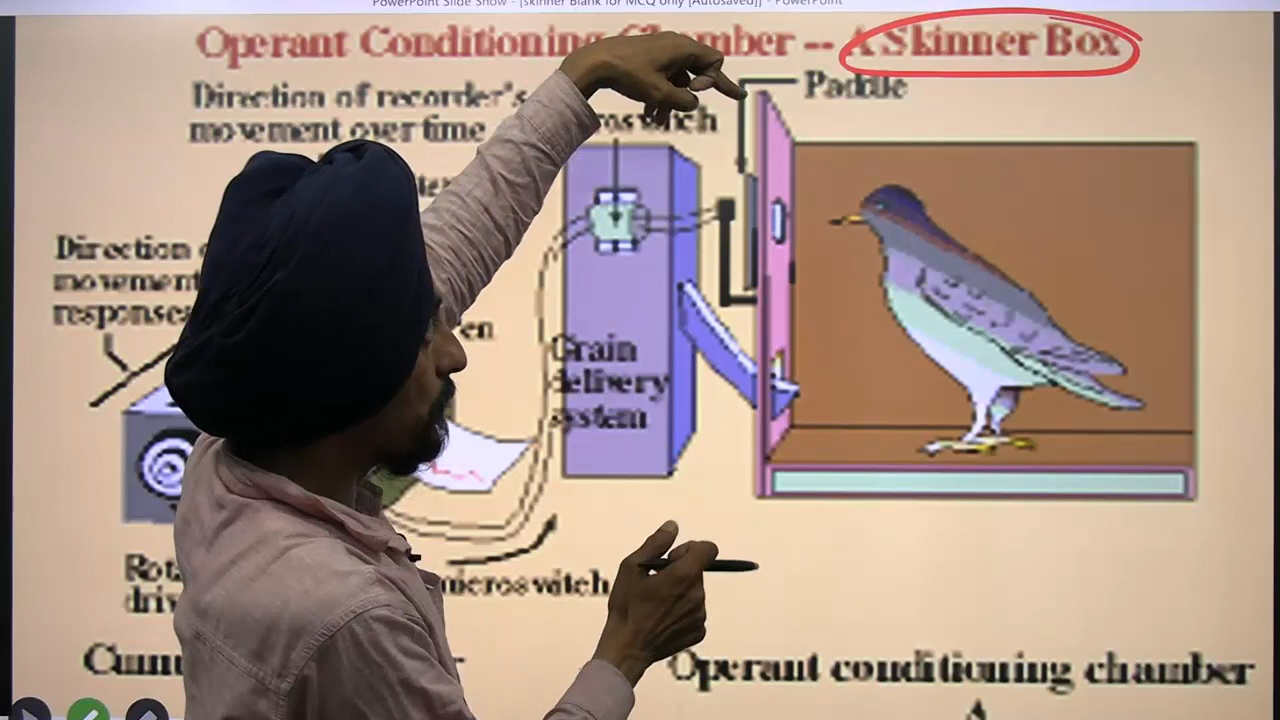 PowerPoint Slide Show - [skinner Blank for MCQ only [Autosaved]] - PowerPoint
Operant Conditioning Chamber -- A Skinner Box
Direction of recorder's
movement over time
Paddle
Direction
movement
responses
Grain
delivery
system
microswitch
Operant conditioning chamber